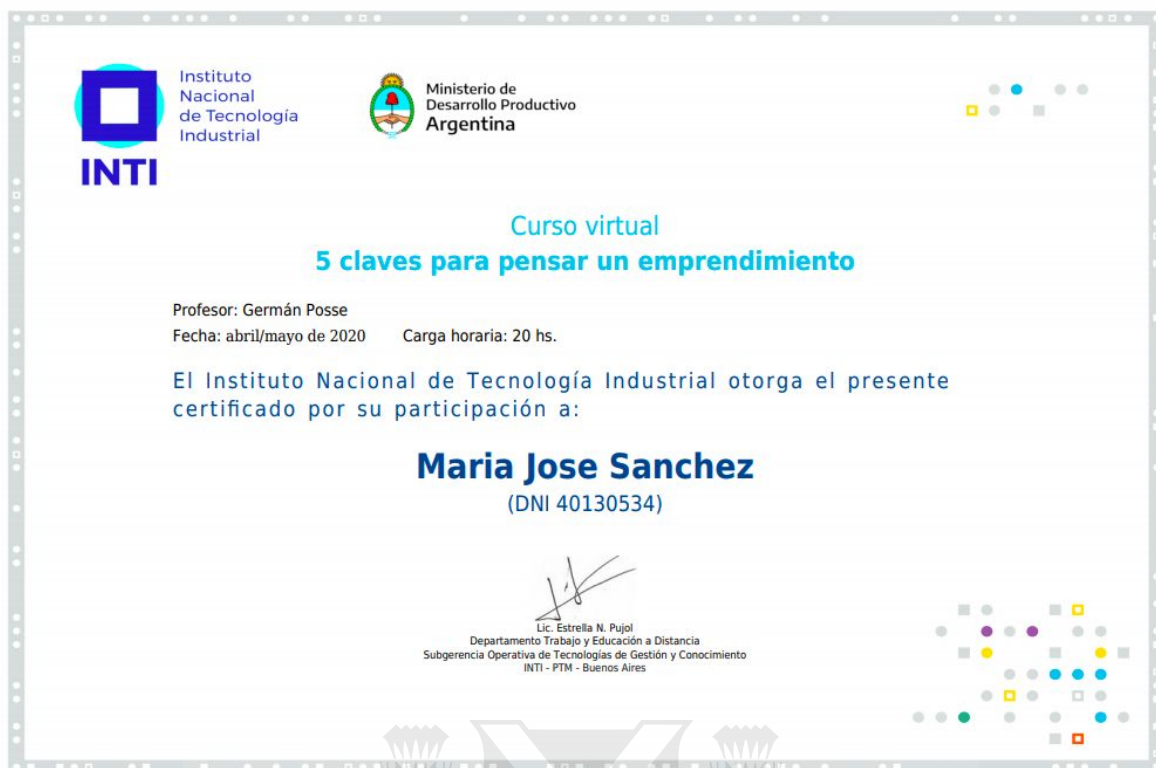 Instituto
Nacional
de Tecnología
Industrial
INTI
Ministerio de
Desarrollo Productivo
Argentina
Curso virtual
5 claves para pensar un emprendimiento
Profesor: Germán Posse
Fecha: abril/mayo de 2020 Carga horaria: 20 hs.
El Instituto Nacional de Tecnología Industrial otorga el presente
certificado por su participación a:
Maria Jose Sanchez
(DNI 40130534)
Lic. Estrella N. Pujol
Departamento Trabajo y Educación a Distancia
Subgerencia Operativa de Tecnologías de Gestión y Conocimiento
INTI - PTM - Buenos Aires